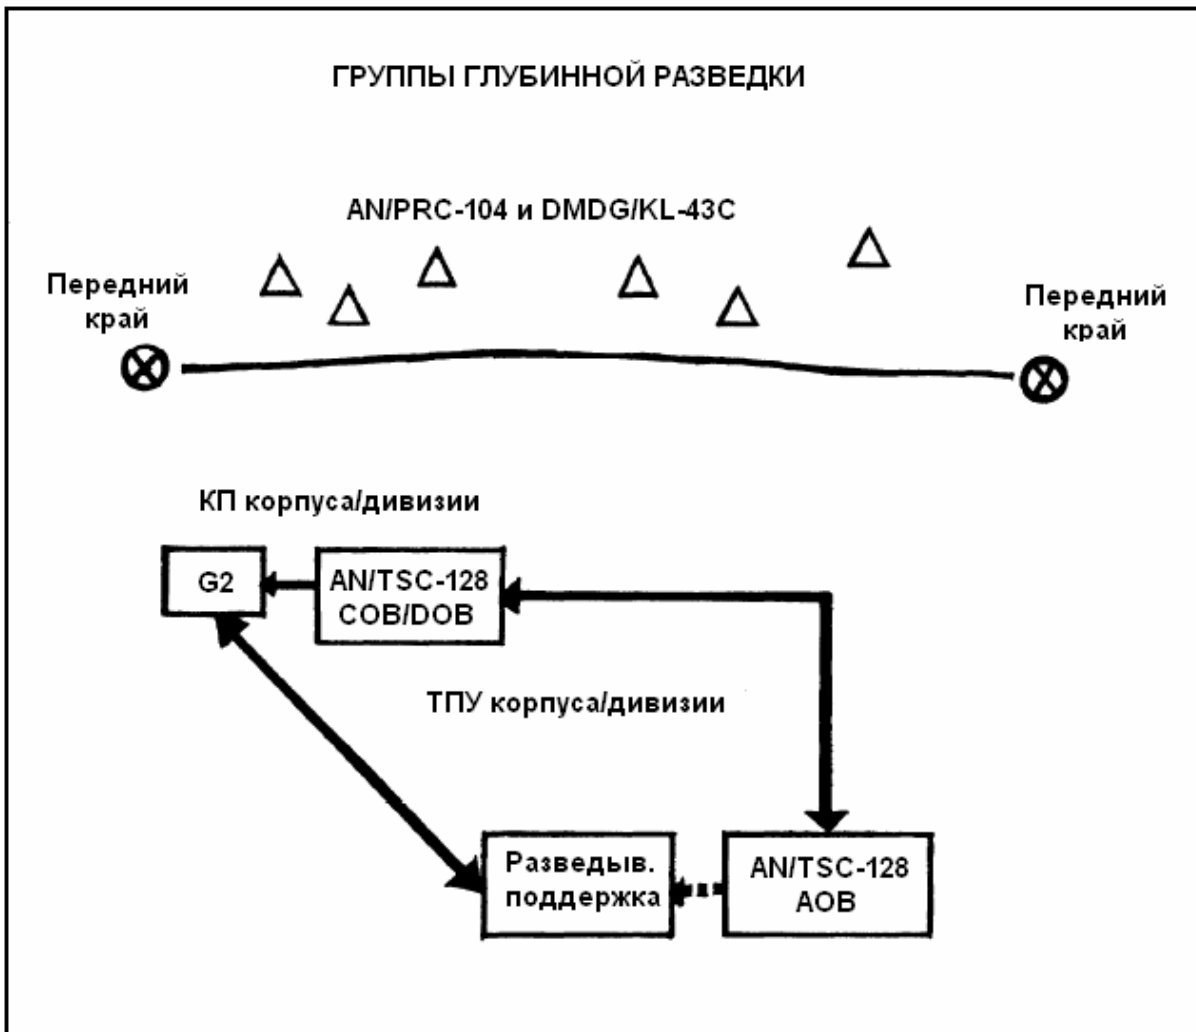 ГРУППЫ ГЛУБИННОЙ РАЗВЕДКИ
AN/PRC-104 и DMDG/KL-43C
Передний
край
Передний
край
КП корпуса/дивизии
G2
AN/TSC-128
COB/DOB
ТПУ корпуса/дивизии
Разведыв.
поддержка
AN/TSC-128
AOB